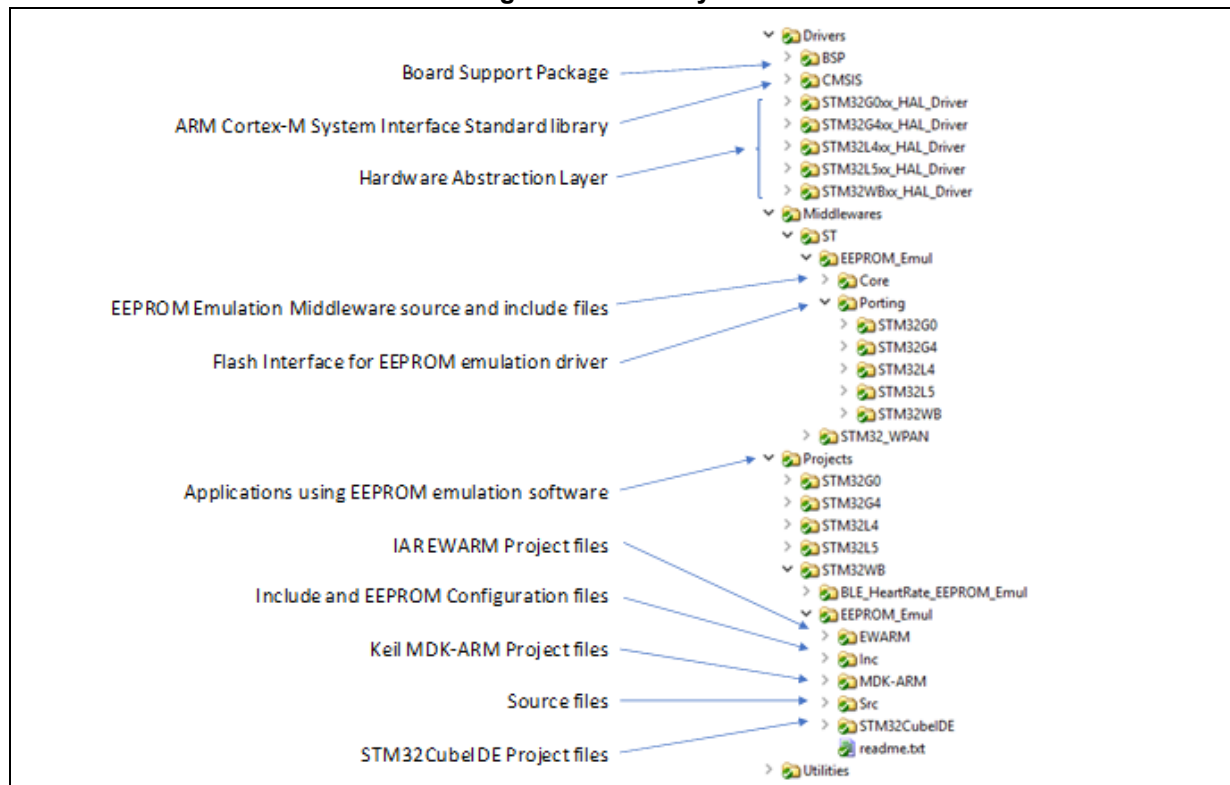 Drivers
BSP
Board Support Package
CMSIS
STM32G0xx_HAL_Driver
ARM Cortex-M System Interface Standard library
STM32G4xx_HAL_Driver
STM32L4xx_HAL_Driver
Hardware Abstraction Layer
STM32L5xx_HAL_Driver
STM32WBxx_HAL_Driver
Middlewares
ST
EEPROM_Emul
Core
EEPROM Emulation Middleware source and include files
Porting
STM32G0
STM32G4
Flash Interface for EEPROM emulation driver
STM32L4
STM32L5
STM32WB
STM32_WPAN
Projects
STM32G0
Applications using EEPROM emulation software
STM32G4
STM32L4
IAR EWARM Project files
STM32L5
STM32WB
Include and EEPROM Configuration files
BLE_HeartRate_EEPROM_Emul
EEPROM_Emul
EWARM
Keil MDK-ARM Project files
Inc
MDK-ARM
Source files
Src
STM32CubeIDE
STM32CubeIDE Project files
readme.txt
Utilities